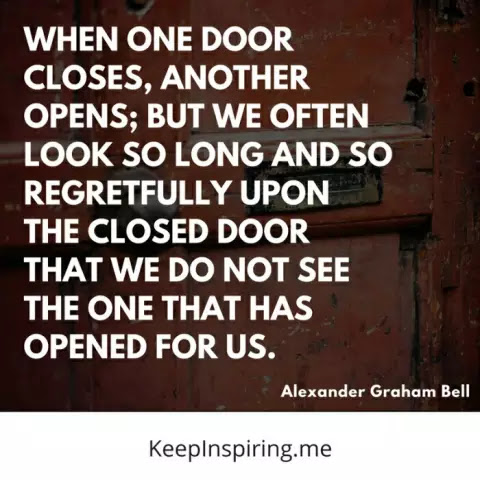 WHEN ONE DOOR
CLOSES, ANOTHER
OPENS; BUT WE OFTEN
LOOK SO LONG AND SO
REGRETFULLY UPON
THE CLOSED DOOR
THAT WE DO NOT SEE
THE ONE THAT HAS
OPENED FOR US.
Alexander Graham Bell
KeepInspiring.me